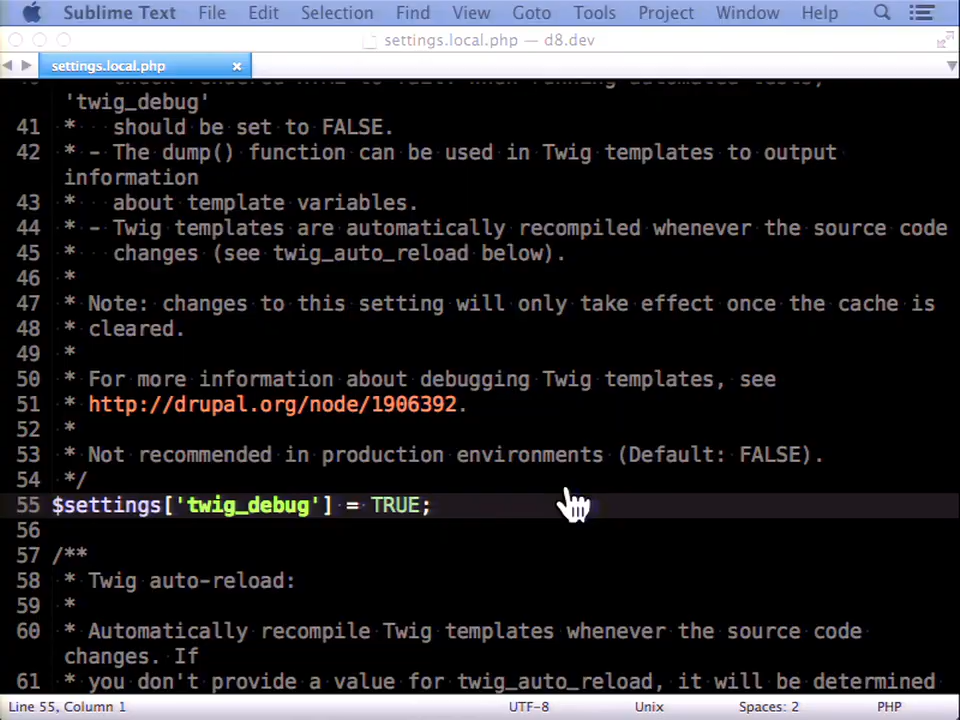 Sublime Text File Edit Selection Find View Goto Tools Project Window Help
settings.local.php — d8.dev
settings.local.php ×
'twig_debug'
41 *   should be set to FALSE.
42 * - The dump() function can be used in Twig templates to output
information
43 *   about template variables.
44 * - Twig templates are automatically recompiled whenever the source code
45 *   changes (see twig_auto_reload below).
46 *
47 * Note: changes to this setting will only take effect once the cache is
48 * cleared.
49 *
50 * For more information about debugging Twig templates, see
51 * http://drupal.org/node/1906392.
52 *
53 * Not recommended in production environments (Default: FALSE).
54 */
55 $settings['twig_debug'] = TRUE;
56
57 /**
58 * Twig auto-reload:
59 *
60 * Automatically recompile Twig templates whenever the source code
changes. If
61 * you don't provide a value for twig_auto_reload, it will be determined
Line 55, Column 1 UTF-8 Unix Spaces: 2 PHP